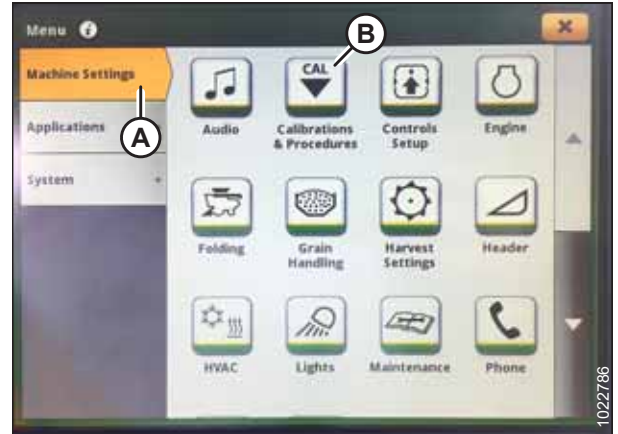 Menu i
B
Machine Settings
Applications
A
System
CAL
Audio
Calibrations
& Procedures
Controls
Setup
Engine
Folding
Grain
Handling
Harvest
Settings
Header
HVAC
Lights
Maintenance
Phone
1022786